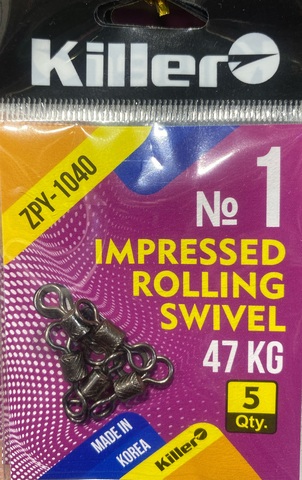 Killer
ZPY-1040
№ 1
IMPRESSED
ROLLING
SWIVEL
47 KG
5
Qty.
MADE IN
KOREA
Killer